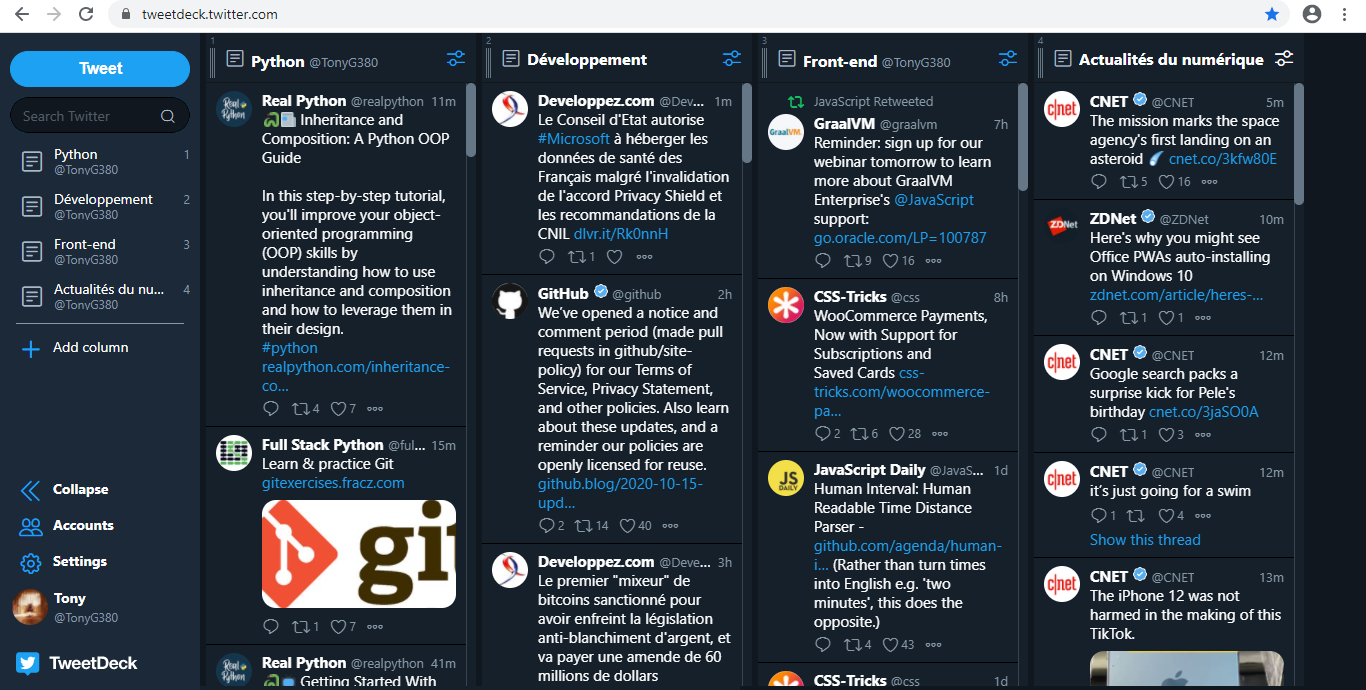 tweetdeck.twitter.com
Tweet
Search Twitter
Python 1
@TonyG380
Développement 2
@TonyG380
Front-end 3
@TonyG380
Actualités du nu... 4
@TonyG380
Add column
Collapse
Accounts
Settings
Tony
@TonyG380
TweetDeck
1
Python @TonyG380
Real Python @realpython 11m
Inheritance and
Composition: A Python OOP
Guide
In this step-by-step tutorial,
you'll improve your object-
oriented programming
(OOP) skills by
understanding how to use
inheritance and composition
and how to leverage them in
their design.
#python
realpython.com/inheritance-
co...
4 7
Full Stack Python @ful... 15m
Learn & practice Git
gitexercises.fracz.com
git
1 7
Real Python @realpython 41m
Getting Started With
2
Développement
Developpez.com @Dev... 1m
Le Conseil d'Etat autorise
#Microsoft à héberger les
données de santé des
Français malgré l'invalidation
de l'accord Privacy Shield et
les recommandations de la
CNIL dlvr.it/Rk0nnH
1
GitHub @github 2h
We've opened a notice and
comment period (made pull
requests in github/site-
policy) for our Terms of
Service, Privacy Statement,
and other policies. Also learn
about these updates, and a
reminder our policies are
openly licensed for reuse.
github.blog/2020-10-15-
upd...
2 14 40
Developpez.com @Deve... 3h
Le premier "mixeur" de
bitcoins sanctionné pour
avoir enfreint la législation
anti-blanchiment d'argent, et
va payer une amende de 60
millions de dollars
3
Front-end @TonyG380
JavaScript Retweeted
GraalVM @graalvm 7h
Reminder: sign up for our
webinar tomorrow to learn
more about GraalVM
Enterprise's @JavaScript
support:
go.oracle.com/LP=100787
9 16
CSS-Tricks @css 8h
WooCommerce Payments,
Now with Support for
Subscriptions and
Saved Cards css-
tricks.com/woocommerce-
pa...
2 6 28
JavaScript Daily @JavaS... 1d
Human Interval: Human
Readable Time Distance
Parser -
github.com/agenda/human-
i... (Rather than turn times
into English e.g. 'two
minutes', this does the
opposite.)
4 43
CSS-Tricks @css 1d
4
Actualités du numérique
CNET @CNET 5m
The mission marks the space
agency's first landing on an
asteroid cnet.co/3kfw80E
5 16
ZDNet @ZDNet 10m
Here's why you might see
Office PWAs auto-installing
on Windows 10
zdnet.com/article/heres-...
1 1
CNET @CNET 12m
Google search packs a
surprise kick for Pele's
birthday cnet.co/3jaSO0A
1 3
CNET @CNET 12m
it's just going for a swim
1 4
Show this thread
CNET @CNET 13m
The iPhone 12 was not
harmed in the making of this
TikTok.